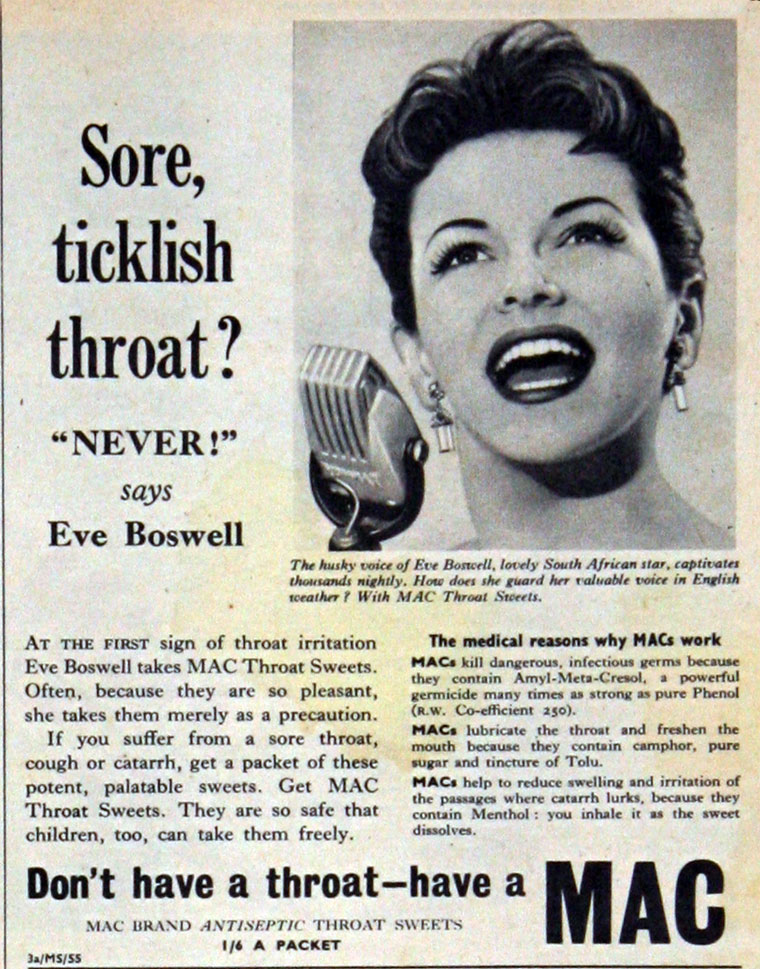 Sore,
ticklish
throat?
“NEVER!”
says
Eve Boswell
The husky voice of Eve Boswell, lovely South African star, captivates
thousands nightly. How does she guard her valuable voice in English
weather? With MAC Throat Sweets.
AT THE FIRST sign of throat irritation
Eve Boswell takes MAC Throat Sweets.
Often, because they are so pleasant,
she takes them merely as a precaution.
If you suffer from a sore throat,
cough or catarrh, get a packet of these
potent, palatable sweets. Get MAC
Throat Sweets. They are so safe that
children, too, can take them freely.
The medical reasons why MACs work
MACs kill dangerous, infectious germs because
they contain Amyl-Meta-Cresol, a powerful
germicide many times as strong as pure Phenol
(R.W. Co-efficient 250).
MACs lubricate the throat and freshen the
mouth because they contain camphor, pure
sugar and tincture of Tolu.
MACs help to reduce swelling and irritation of
the passages where catarrh lurks, because they
contain Menthol: you inhale it as the sweet
dissolves.
Don't have a throat—have a MAC
MAC BRAND ANTISEPTIC THROAT SWEETS
1/6 A PACKET
3a/MS/55